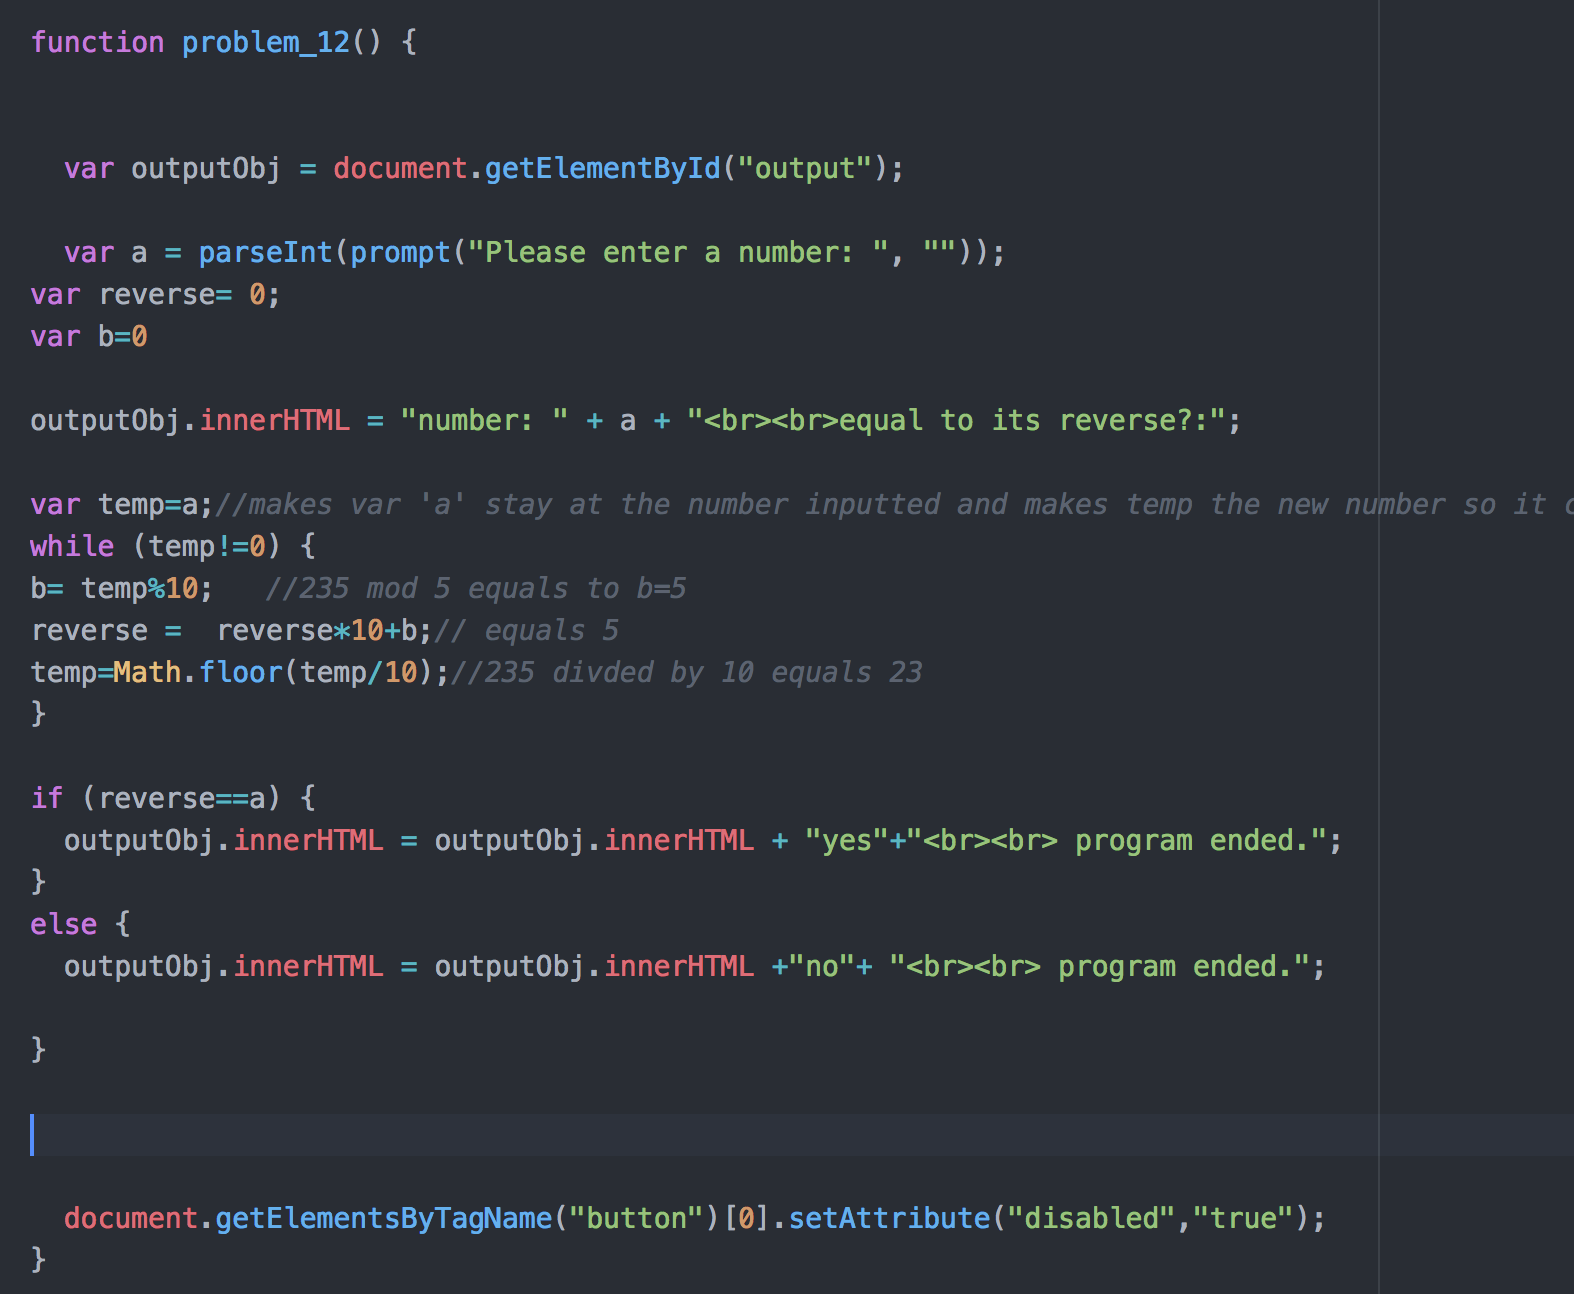 function problem_12() {
var outputObj = document.getElementById("output");
var a = parseInt(prompt("Please enter a number: ", ""));
var reverse= 0;
var b=0
outputObj.innerHTML = "number: " + a + "<br><br>equal to its reverse?:";
var temp=a;//makes var 'a' stay at the number inputted and makes temp the new number so it
while (temp!=0) {
b= temp%10;   //235 mod 5 equals to b=5
reverse =  reverse*10+b;// equals 5
temp=Math.floor(temp/10);//235 divded by 10 equals 23
}
if (reverse==a) {
outputObj.innerHTML = outputObj.innerHTML + "yes"+"<br><br> program ended.";
}
else {
outputObj.innerHTML = outputObj.innerHTML +"no"+ "<br><br> program ended.";
}
document.getElementsByTagName("button")[0].setAttribute("disabled","true");
}